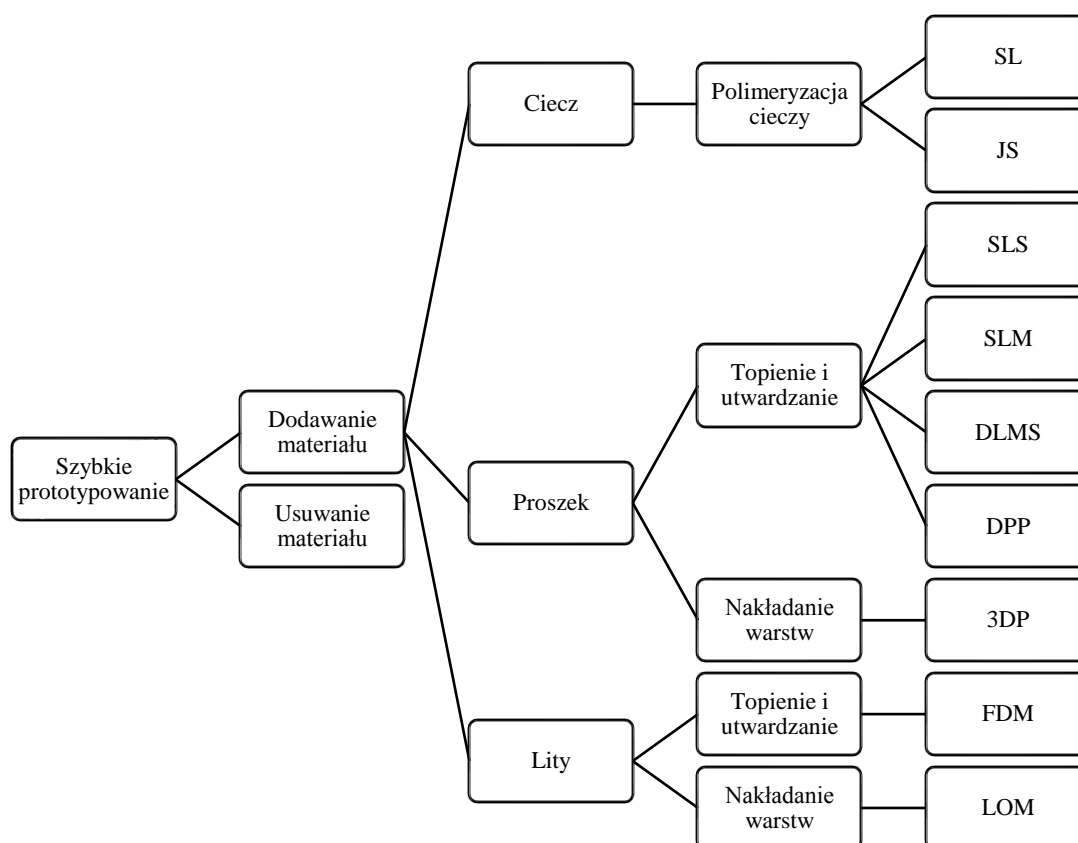 SL
Ciecz
Polimeryzacja
cieczy
JS
SLS
SLM
Topienie i
utwardzanie
Dodawanie
materiału
DLMS
Szybkie
prototypowanie
Proszek
Usuwanie
materiału
DPP
Nakładanie
warstw
3DP
Topienie i
utwardzanie
FDM
Lity
Nakładanie
warstw
LOM